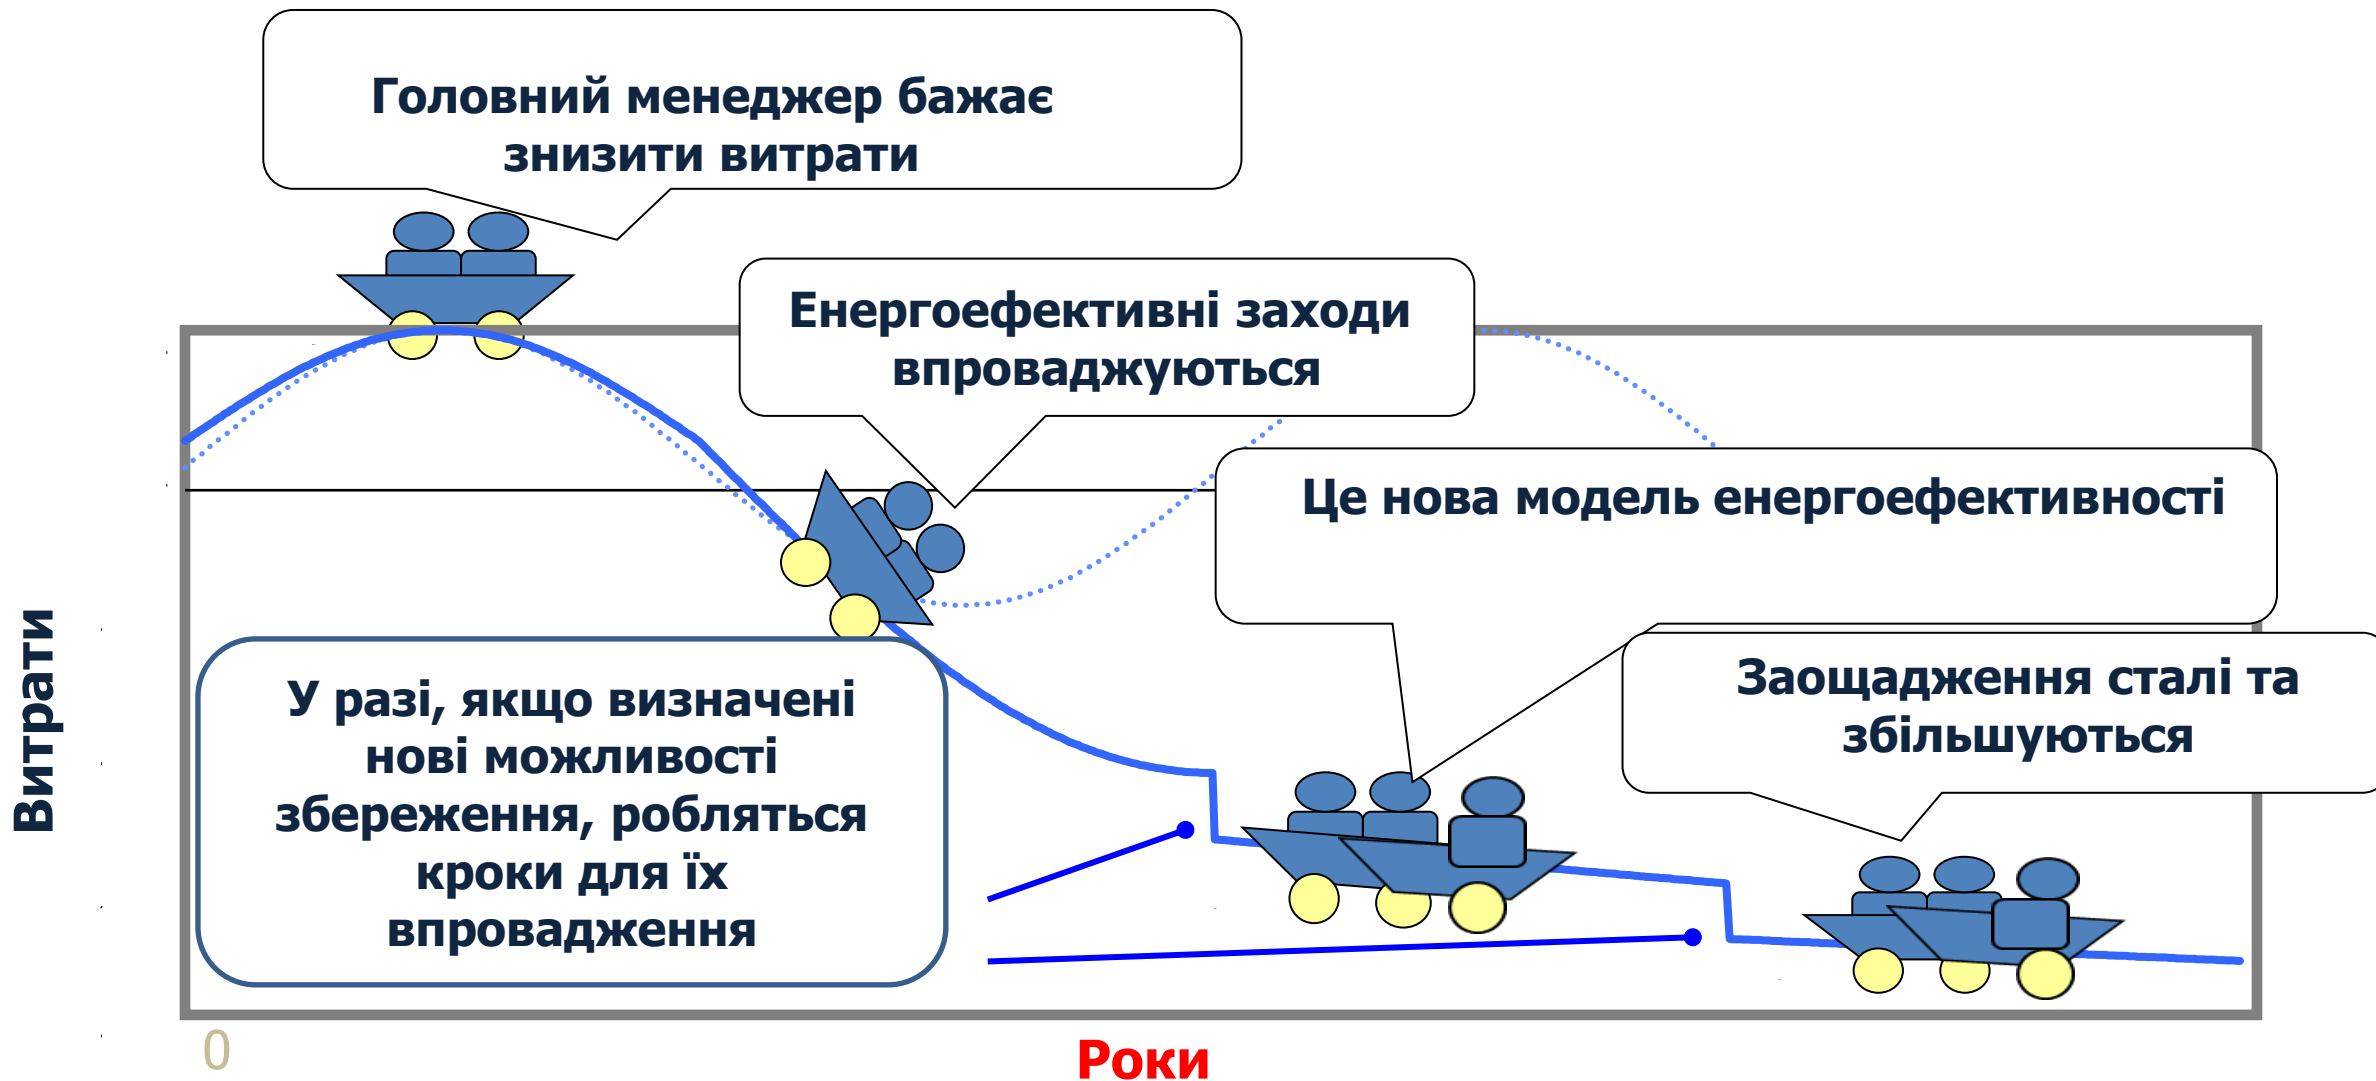 Головний менеджер бажає
знизити витрати
Енергоефективні заходи
впроваджуються
Це нова модель енергоефективності
Заощадження сталі та
збільшуються
У разі, якщо визначені
нові можливості
збереження, робляться
кроки для їх
впровадження
Витрати
0
Роки